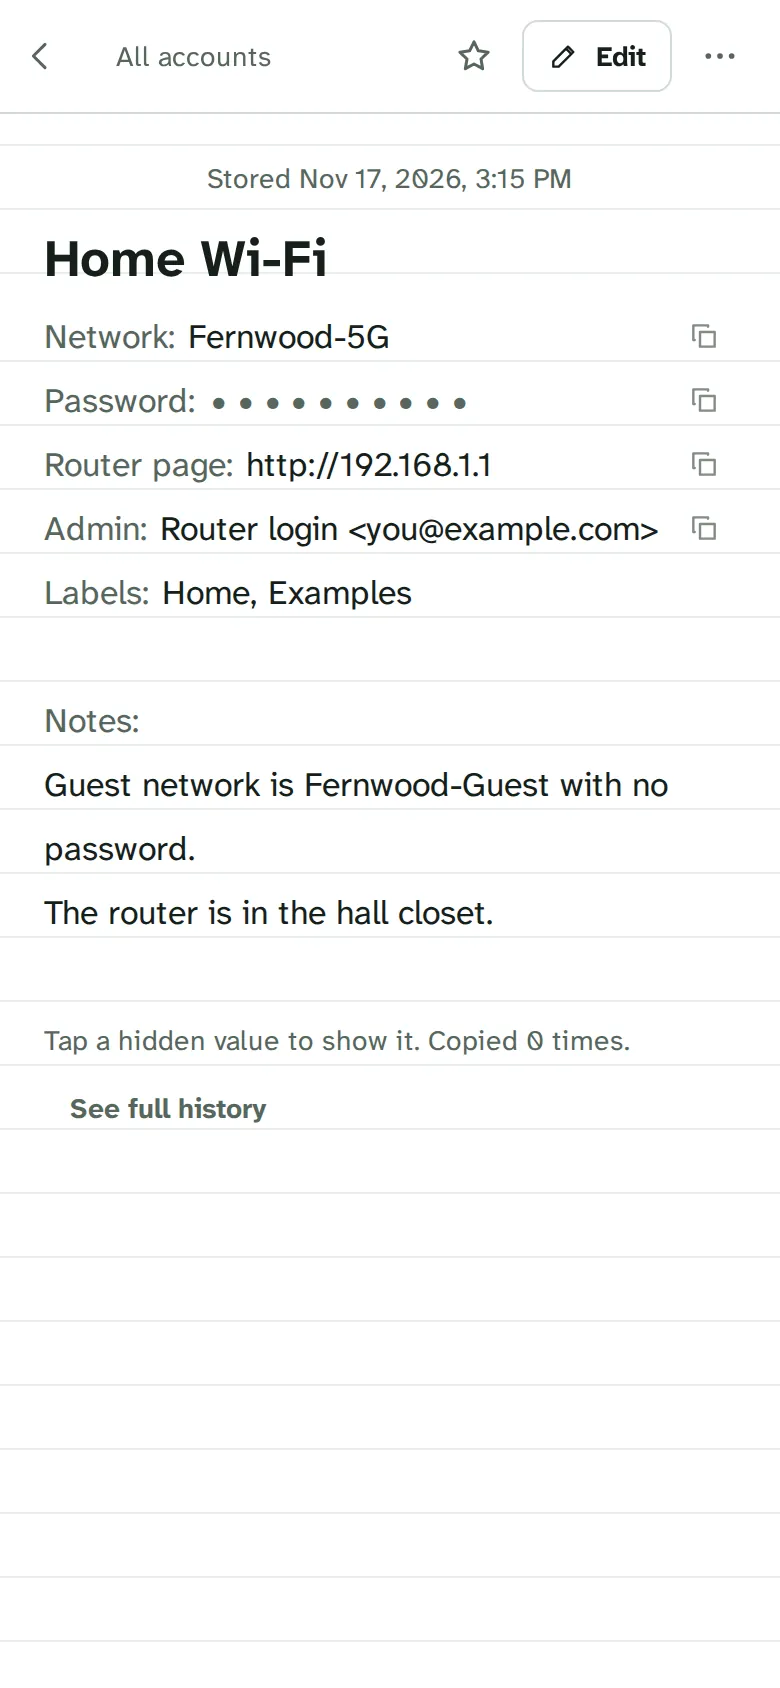 All accounts
Edit
Stored Nov 17, 2026, 3:15 PM
Home Wi-Fi
Network: Fernwood-5G
Password: ●●●●●●●●●●
Router page: http://192.168.1.1
Admin: Router login <you@example.com>
Labels: Home, Examples
Notes:
Guest network is Fernwood-Guest with no
password.
The router is in the hall closet.
Tap a hidden value to show it. Copied 0 times.
See full history